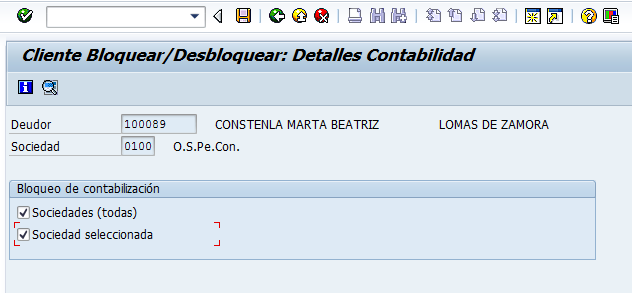 Cliente Bloquear/Desbloquear: Detalles Contabilidad
Deudor 100089 CONSTENLA MARTA BEATRIZ LOMAS DE ZAMORA
Sociedad 0100 O.S.Pe.Con.
Bloqueo de contabilización
Sociedades (todas)
Sociedad seleccionada